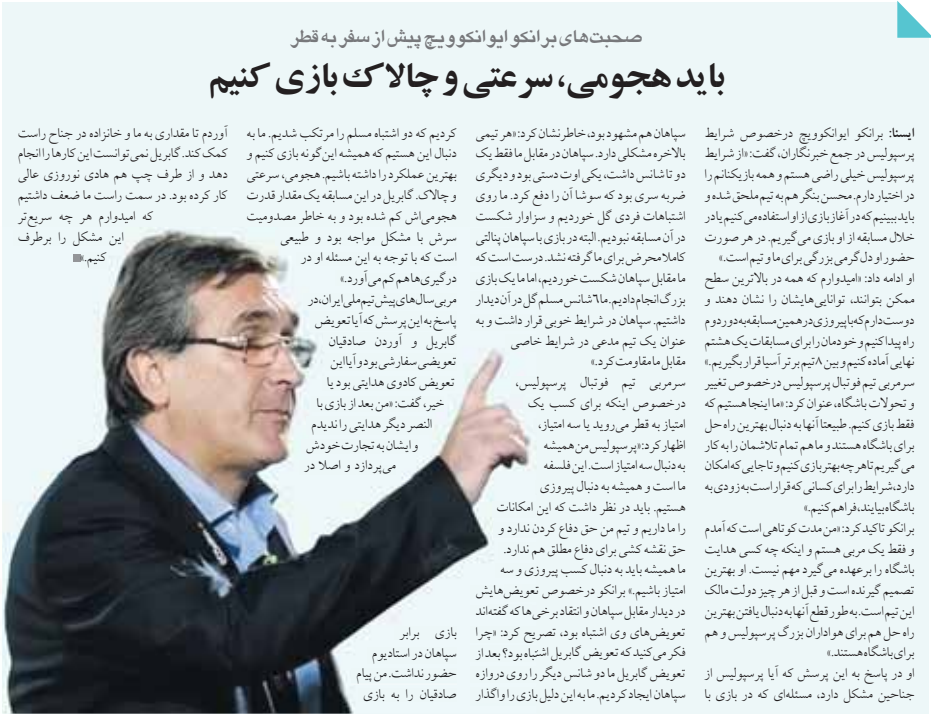 صحبت‌های برانکو ایوانکوویچ پیش از سفر به قطر
باید هجومی، سرعتی و چالاک بازی کنیم
ایسنا: برانکو ایوانکوویچ درخصوص شرایط
پرسپولیس در جمع خبرنگاران، گفت: «از شرایط
پرسپولیس خیلی راضی هستم و همه بازیکنانم را
در اختیار دارم. محسن بنگر هم به تیم ملحق شده و
باید ببینیم که در آغاز بازی از او استفاده می‌کنیم یا در
خلال مسابقه از او بازی می‌گیریم. در هر صورت
حضور او دل گرمی بزرگی برای ما و تیم است.»
او ادامه داد: «امیدوارم که همه در بالاترین سطح
ممکن بتوانند، توانایی‌هایشان را نشان دهند و
دوست دارم که با پیروزی در همین مسابقه به دور دوم
راه پیدا کنیم و خودمان را برای مسابقات یک هشتم
نهایی آماده کنیم و بین ۸ تیم برتر آسیا قرار بگیریم.»
سرمربی تیم فوتبال پرسپولیس درخصوص تغییر
و تحولات باشگاه، عنوان کرد: «ما اینجا هستیم که
فقط بازی کنیم. طبیعتا آنها به دنبال بهترین راه حل
برای باشگاه هستند و ما هم تمام تلاشمان را به کار
می گیریم تا هر چه بهتر بازی کنیم و تا جایی که امکان
دارد، شرایط را برای کسانی که قرار است به زودی به
باشگاه بیایند، فراهم کنیم.»
برانکو تاکید کرد: «من مدت کوتاهی است که آمدم
و فقط یک مربی هستم و اینکه چه کسی هدایت
باشگاه را برعهده می‌گیرد مهم نیست. او بهترین
تصمیم گیرنده است و قبل از هر چیز دولت مالک
این تیم است. به طور قطع آنها به دنبال یافتن بهترین
راه حل هم برای هواداران بزرگ پرسپولیس و هم
برای باشگاه هستند.»
او در پاسخ به این پرسش که آیا پرسپولیس از
جناحین مشکل دارد، مسئله‌ای که در بازی با
سپاهان هم مشهود بود، خاطرنشان کرد: «هر تیمی
بالاخره مشکلی دارد. سپاهان در مقابل ما فقط یک
دو تا شانس داشت، یکی اوت دستی بود و دیگری
ضربه سری بود که سوشا آن را دفع کرد. ما روی
اشتباهات فردی گل خوردیم و سزاوار شکست
در آن مسابقه نبودیم. البته در بازی با سپاهان پنالتی
کاملا محرض برای ما گرفته نشد. درست است که
ما مقابل سپاهان شکست خوردیم، اما ما یک بازی
بزرگ انجام دادیم. ما ۶ شانس مسلم گل در آن دیدار
داشتیم. سپاهان در شرایط خوبی قرار داشت و به
عنوان یک تیم مدعی در شرایط خاصی
مقابل ما مقاومت کرد.»
سرمربی تیم فوتبال پرسپولیس،
درخصوص اینکه برای کسب یک
امتیاز به قطر می‌روید یا سه امتیاز،
اظهار کرد: «پرسپولیس من همیشه
به دنبال سه امتیاز است. این فلسفه
ما است و همیشه به دنبال پیروزی
هستیم. باید در نظر داشت که این امکانات
را ما داریم و تیم من حق دفاع کردن ندارد و
حق نقشه کشی برای دفاع مطلق هم ندارد.
ما همیشه باید به دنبال کسب پیروزی و سه
امتیاز باشیم.» برانکو درخصوص تعویض‌هایش
در دیدار مقابل سپاهان و انتقاد برخی‌ها که گفته‌اند
تعویض‌های وی اشتباه بود، تصریح کرد: «چرا
فکر می‌کنید که تعویض گابریل اشتباه بود؟ بعد از
تعویض گابریل ما دو شانس دیگر را روی دروازه
سپاهان ایجاد کردیم. ما به این دلیل بازی را واگذار
کردیم که دو اشتباه مسلم را مرتکب شدیم. ما به
دنبال این هستیم که همیشه این‌گونه بازی کنیم و
بهترین عملکرد را داشته باشیم. هجومی، سرعتی
و چالاک. گابریل در این مسابقه یک مقدار قدرت
هجومی‌اش کم شده بود و به خاطر مصدومیت
سرش با مشکل مواجه بود و طبیعی
است که با توجه به این مسئله او در
درگیری‌ها هم کم می‌آورد.»
مربی سال‌های پیش تیم ملی ایران، در
پاسخ به این پرسش که آیا تعویض
گابریل و آوردن صادقیان
تعویضی سفارشی بود و آیا این
تعویض کادوی هدایتی بود یا
خیر، گفت: «من بعد از بازی با
النصر دیگر هدایتی را ندیدم
و ایشان به تجارت خودش
می‌پردازد و اصلا در
بازی برابر
سپاهان در استادیوم
حضور نداشت. من پیام
صادقیان را به بازی
آوردم تا مقداری به ما و خانزاده در جناح راست
کمک کند. گابریل نمی‌توانست این کارها را انجام
دهد و از طرف چپ هم هادی نوروزی عالی
کار کرده بود. در سمت راست ما ضعف داشتیم
که امیدوارم هر چه سریع‌تر
این مشکل را برطرف
کنیم.»